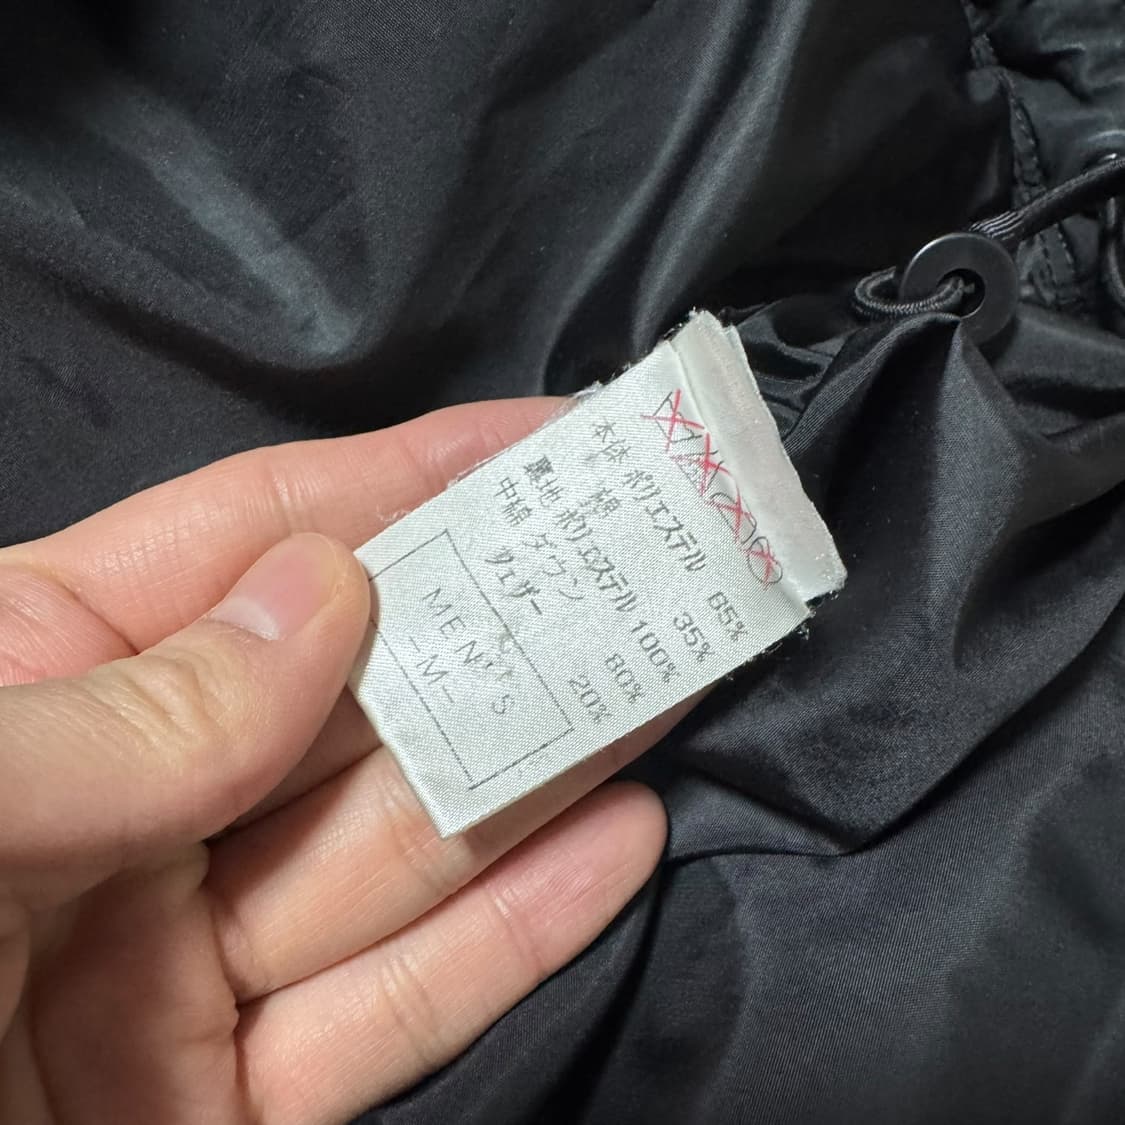 本体 ポリエステル 65%
綿 35%
裏地 ポリエステル 100%
中綿 ダウン 80%
フェザー 20%
MEN'S
-M-